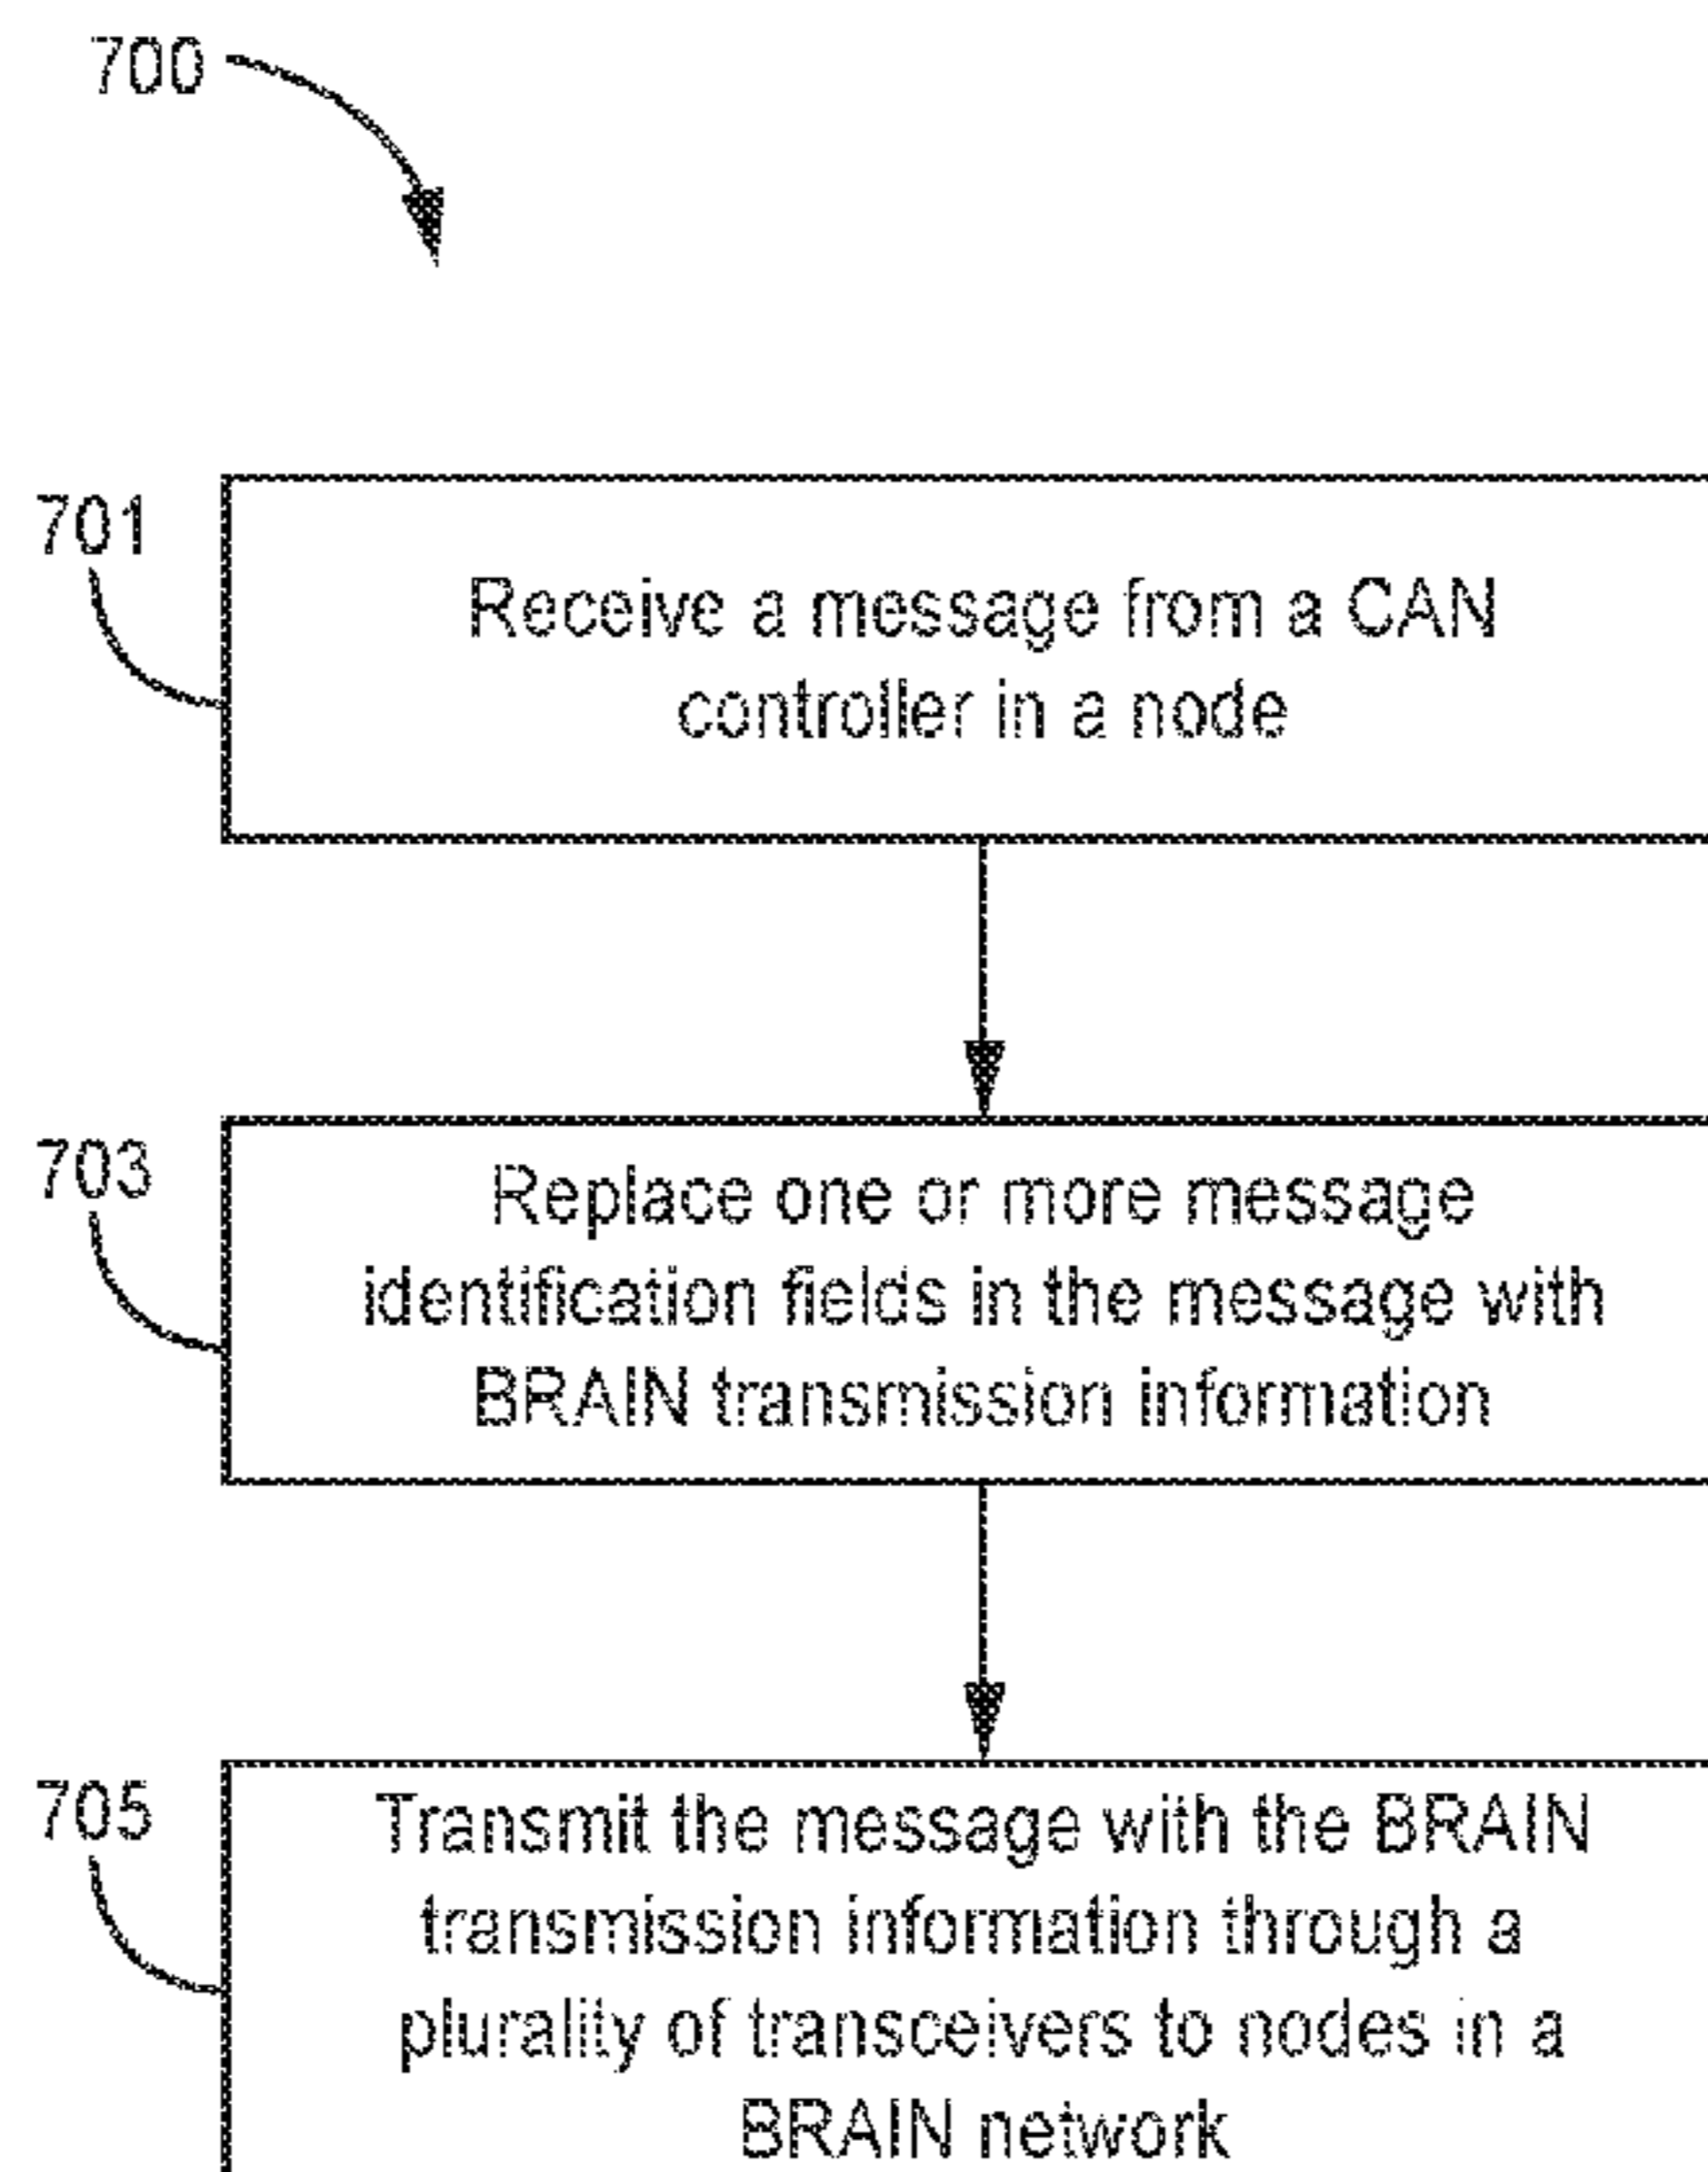 700
701
Receive a message from a CAN
controller in a node
703
Replace one or more message
identification fields in the message with
BRAIN transmission information
705
Transmit the message with the BRAIN
transmission information through a
plurality of transceivers to nodes in a
BRAIN network